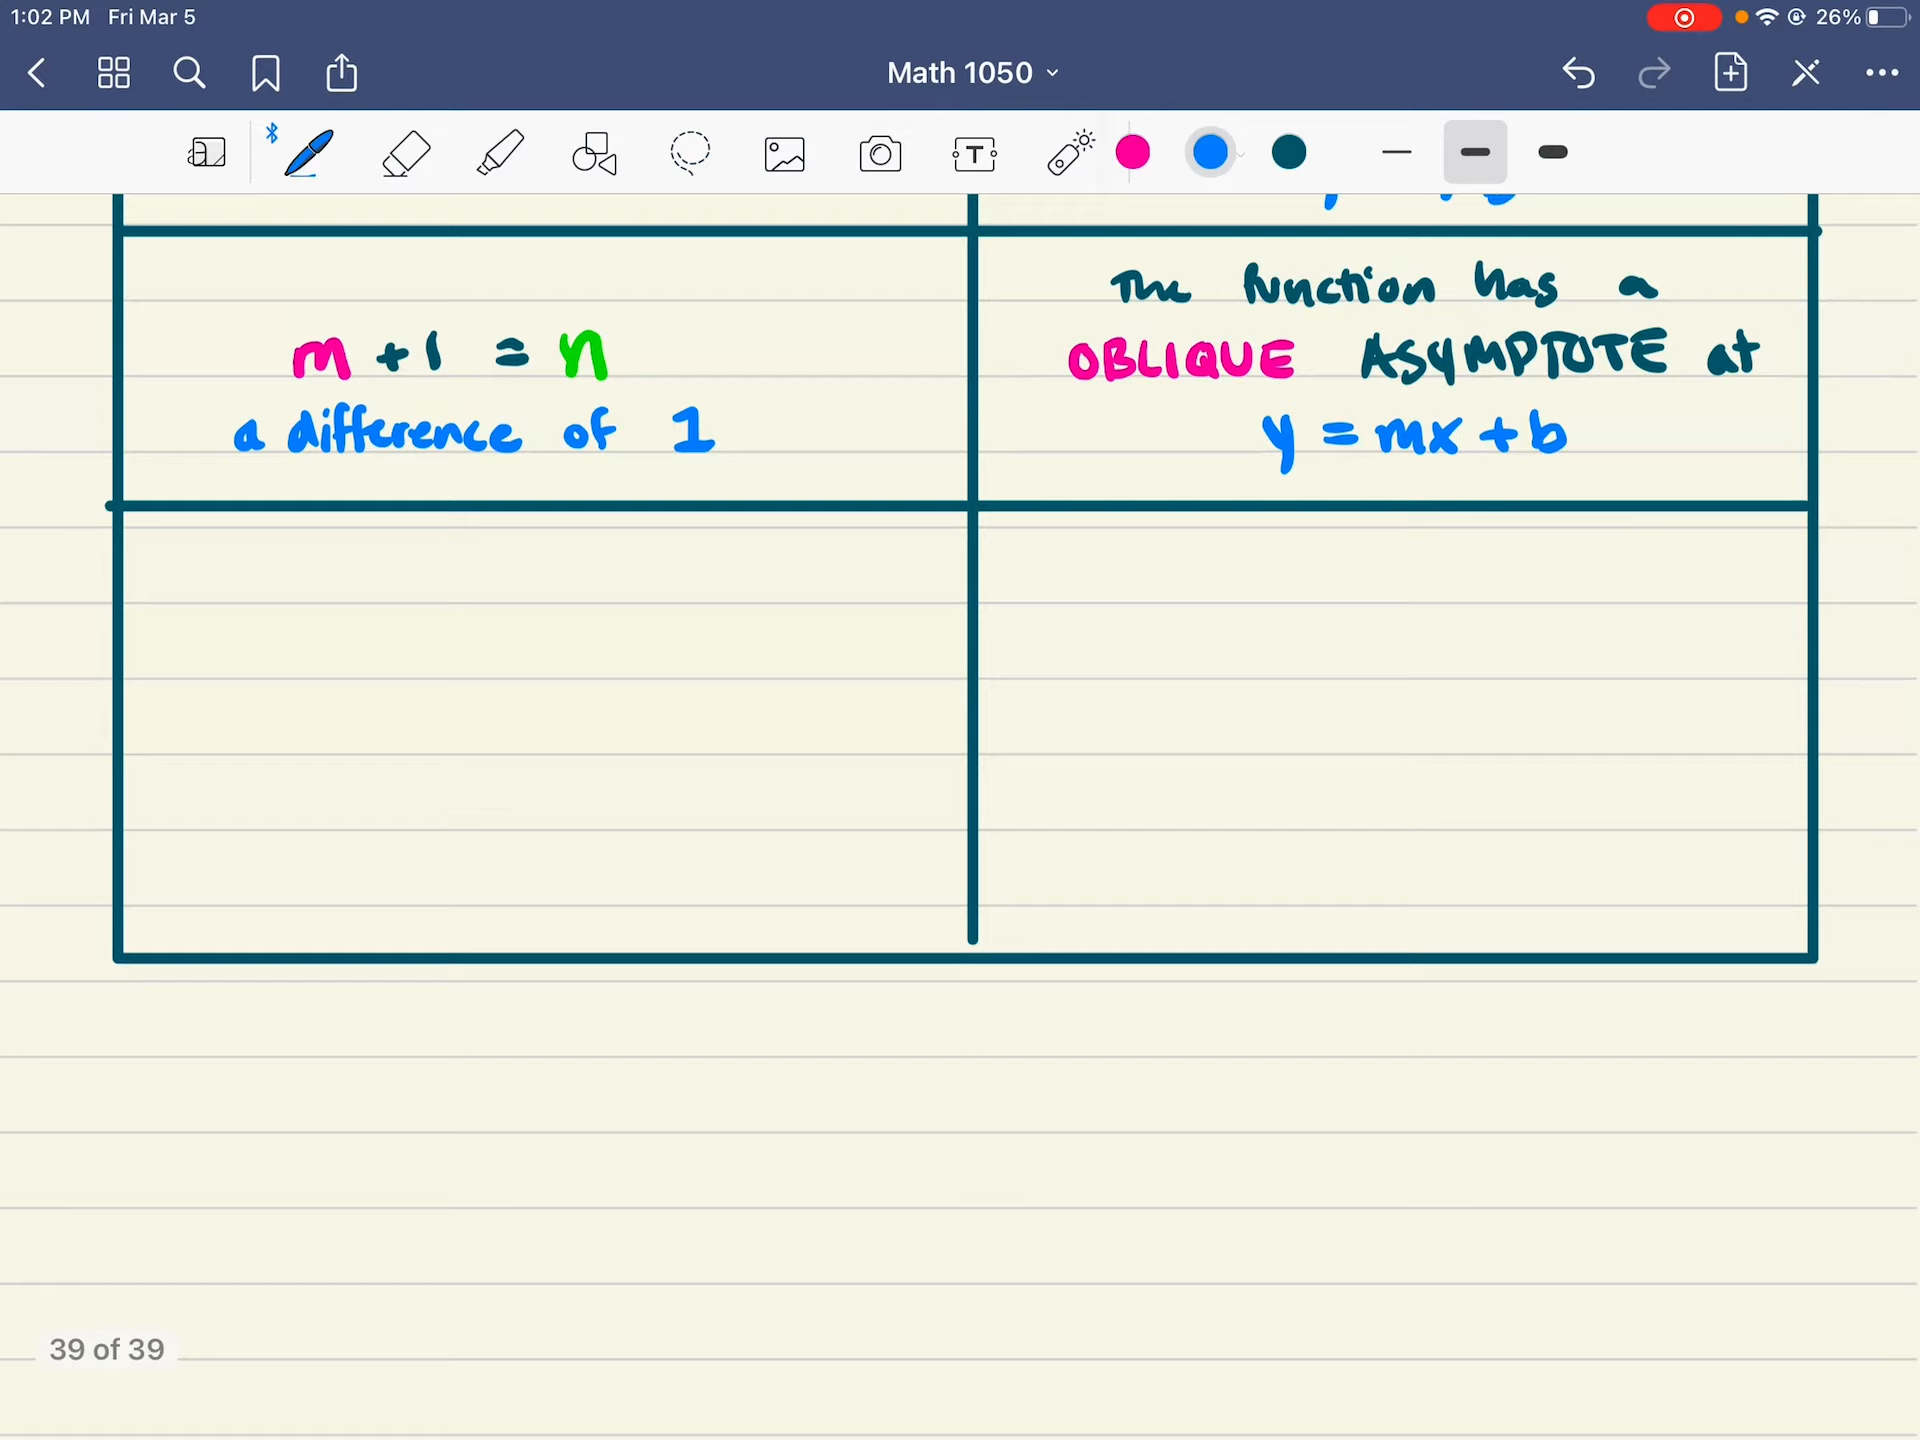 1:02 PM Fri Mar 5
26%
Math 1050
T
The function has a
m + 1 = n
OBLIQUE ASYMPTOTE at
a difference of 1
y = mx + b
39 of 39